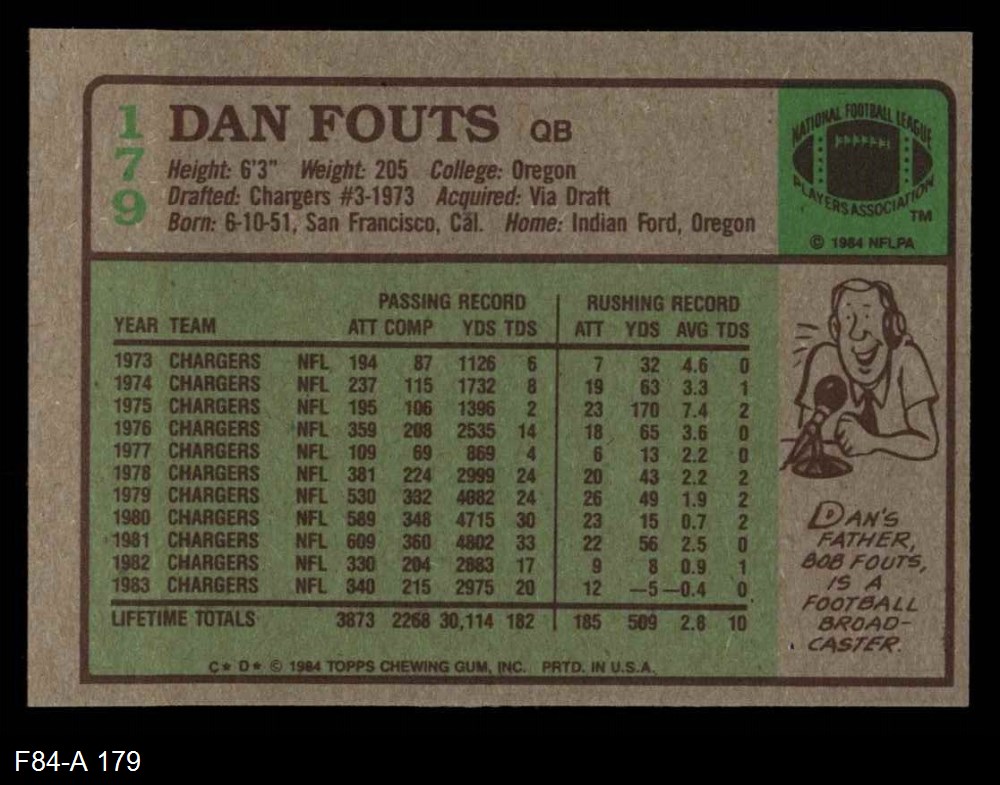 179
DAN FOUTS QB
Height: 6'3" Weight: 205 College: Oregon
Drafted: Chargers #3-1973 Acquired: Via Draft
Born: 6-10-51, San Francisco, Cal. Home: Indian Ford, Oregon
NATIONAL FOOTBALL LEAGUE
PLAYERS ASSOCIATION
TM
© 1984 NFLPA
PASSING RECORD RUSHING RECORD
YEAR TEAM ATT COMP YDS TDS ATT YDS AVG TDS
1973 CHARGERS NFL 194 87 1126 6 7 32 4.6 0
1974 CHARGERS NFL 237 115 1732 8 19 63 3.3 1
1975 CHARGERS NFL 195 106 1396 2 23 170 7.4 2
1976 CHARGERS NFL 359 208 2535 14 18 65 3.6 0
1977 CHARGERS NFL 109 69 869 4 6 13 2.2 0
1978 CHARGERS NFL 381 224 2999 24 20 43 2.2 2
1979 CHARGERS NFL 530 332 4082 24 26 49 1.9 2
1980 CHARGERS NFL 589 348 4715 30 23 15 0.7 2
1981 CHARGERS NFL 609 360 4802 33 22 56 2.5 0
1982 CHARGERS NFL 330 204 2883 17 9 8 0.9 1
1983 CHARGERS NFL 340 215 2975 20 12 —5 —0.4 0
LIFETIME TOTALS 3873 2268 30,114 182 185 509 2.8 10
C* D* © 1984 TOPPS CHEWING GUM, INC. PRTD. IN U.S.A.
DAN'S
FATHER,
BOB FOUTS,
IS A
FOOTBALL
BROAD-
CASTER.
F84-A 179